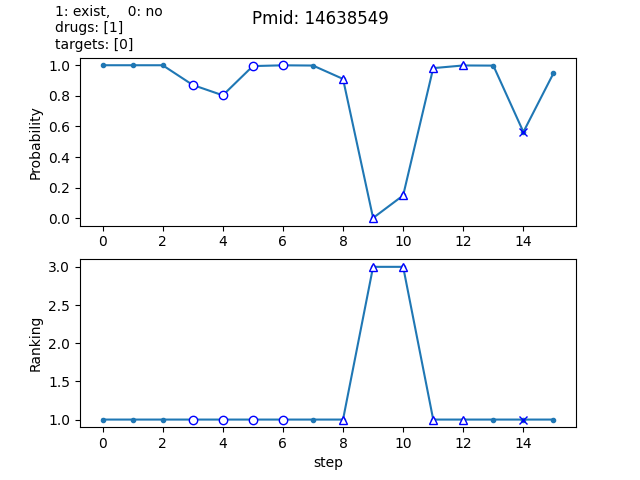 1: exist,    0: no
drugs: [1]
targets: [0]
Pmid: 14638549
Probability
1.0
0.8
0.6
0.4
0.2
0.0
0 2 4 6 8 10 12 14
Ranking
3.0
2.5
2.0
1.5
1.0
0 2 4 6 8 10 12 14
step